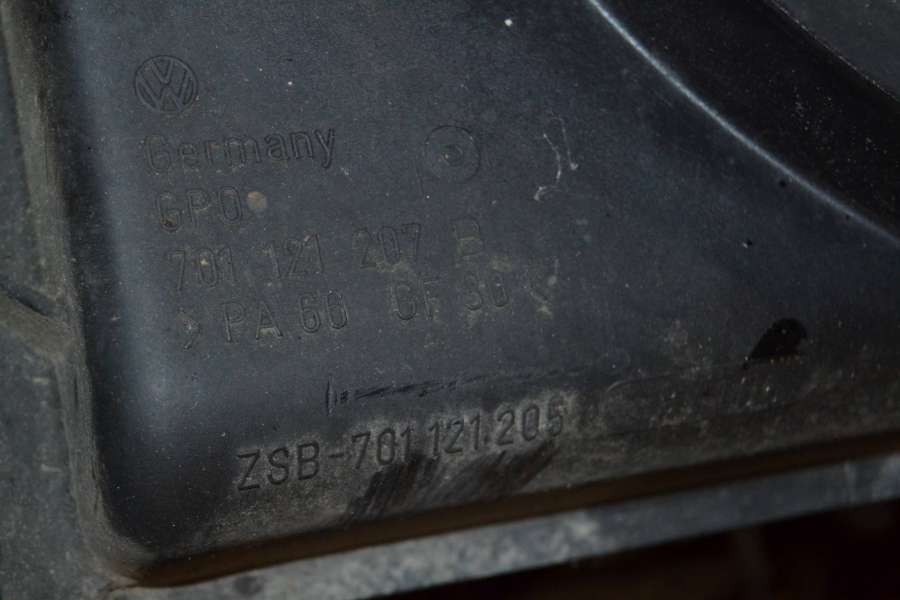 Germany
GPO
701 121 207 B
>PA 66 GF 30<
ZSB-701 121.205